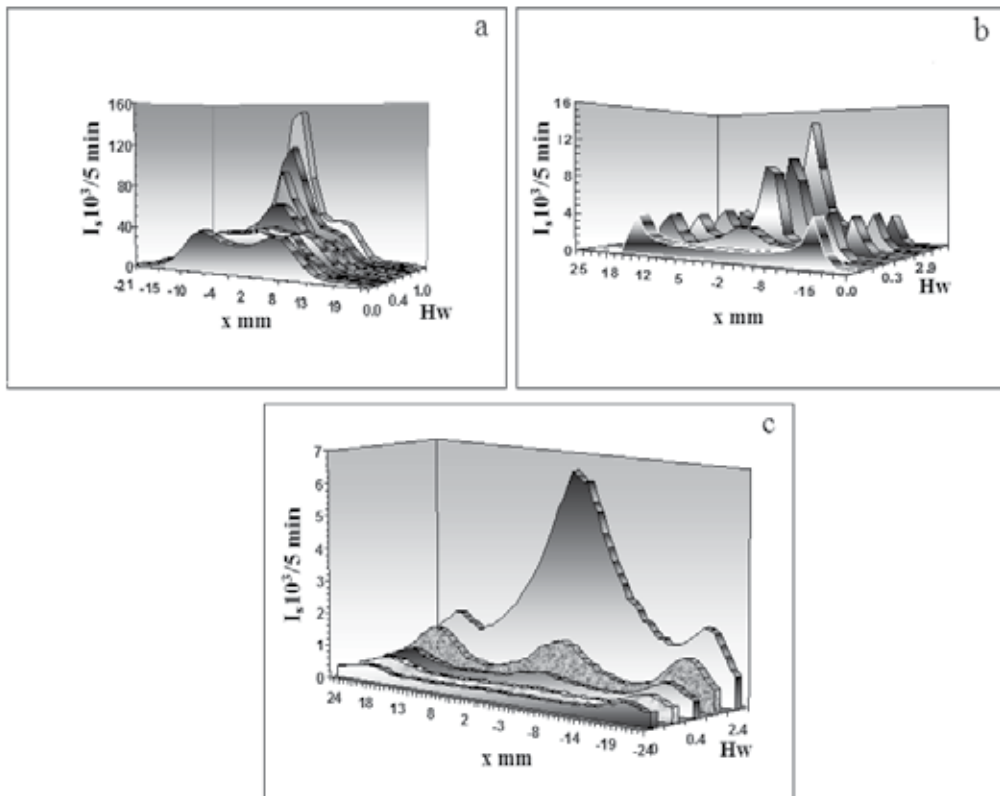 a
160
120
80
40
0
I,10³/5 min
-21 -15 -10 -4 2 8 13 19
x mm
0.0 0.4 1.0
Hw
b
16
12
8
4
0
I,10³/5 min
25 18 12 5 -2 -8 -15
x mm
0.0 0.3 2.9
Hw
c
7
6
5
4
3
2
1
0
I,10³/5 min
24 18 13 8 2 -3 -8 -14 -19 -24
x mm
0 0.4 2.4
Hw